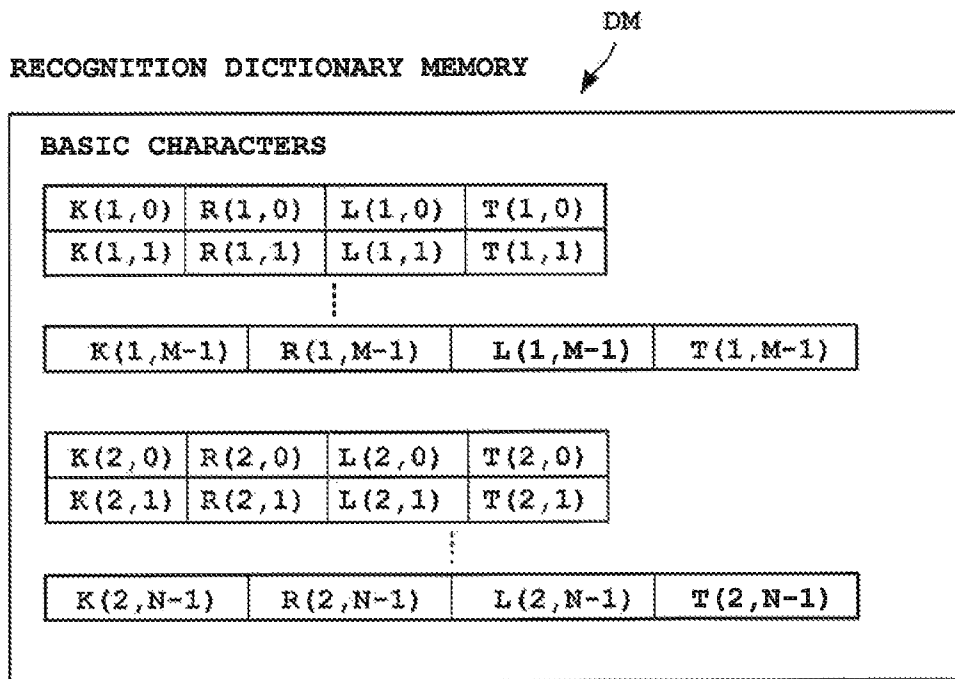 DM
RECOGNITION DICTIONARY MEMORY
BASIC CHARACTERS
K(1,0) R(1,0) L(1,0) T(1,0)
K(1,1) R(1,1) L(1,1) T(1,1)
K(1,M-1) R(1,M-1) L(1,M-1) T(1,M-1)
K(2,0) R(2,0) L(2,0) T(2,0)
K(2,1) R(2,1) L(2,1) T(2,1)
K(2,N-1) R(2,N-1) L(2,N-1) T(2,N-1)